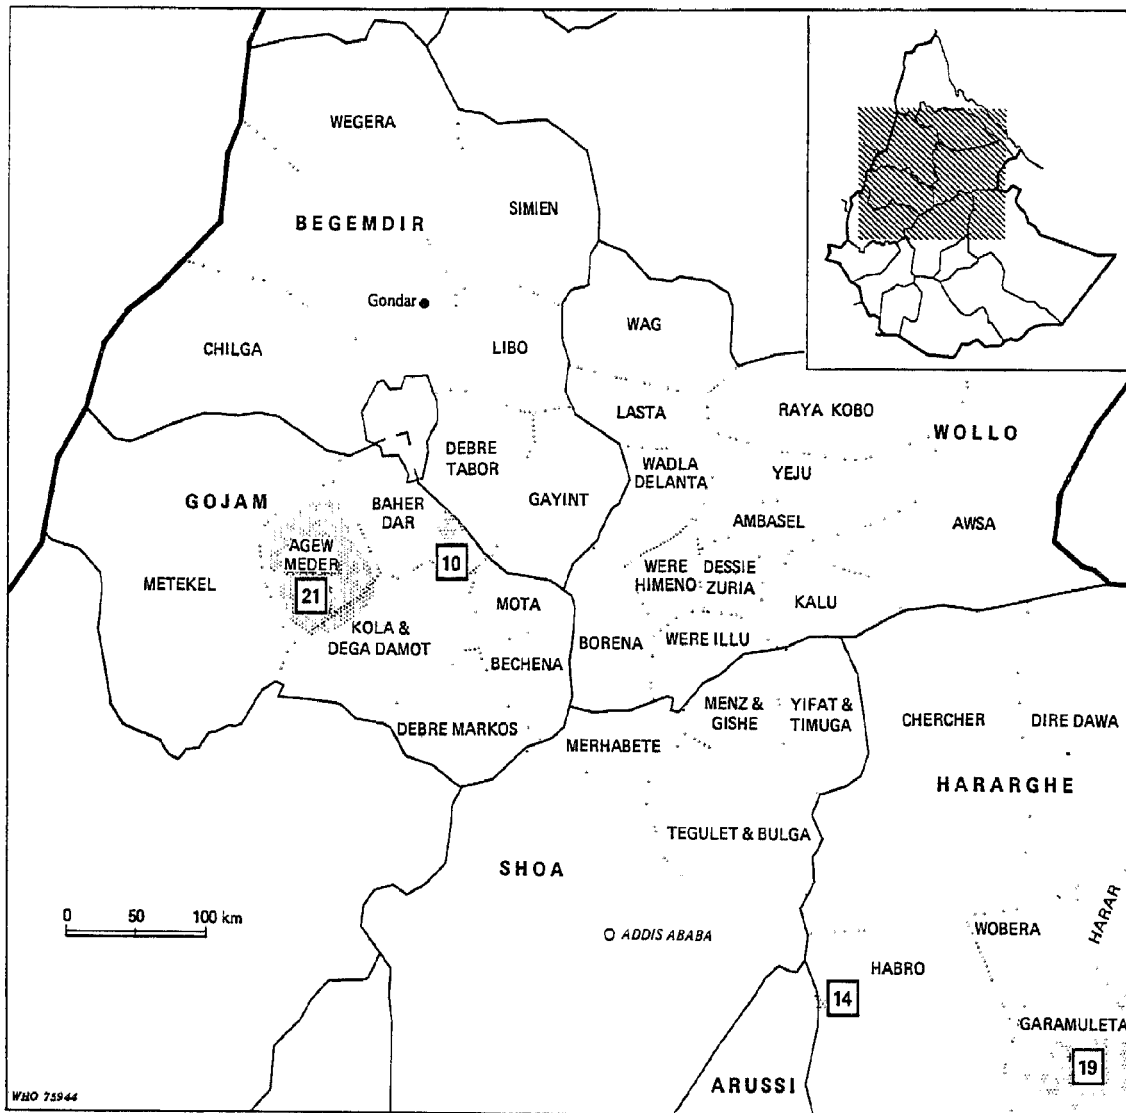 WEGERA
BEGEMDIR
SIMIEN
Gondar
WAG
CHILGA
LIBO
LASTA
RAYA KOBO
WOLLO
DEBRE
TABOR
WADLA
DELANTA
YEJU
GOJAM
BAHER
DAR
GAYINT
AMBASEL
AWSA
AGEW
MEDER
10
METEKEL
21
WERE
HIMENO
DESSIE
ZURIA
KALU
MOTA
KOLA &
DEGA DAMOT
BORENA
WERE ILLU
BECHENA
MENZ &
GISHE
YIFAT &
TIMUGA
CHERCHER
DIRE DAWA
DEBRE MARKOS
MERHABETE
HARARGHE
TEGULET & BULGA
SHOA
0 50 100 km
ADDIS ABABA
WOBERA
HARAR
HABRO
14
GARAMULETA
19
ARUSSI
WHO 75944